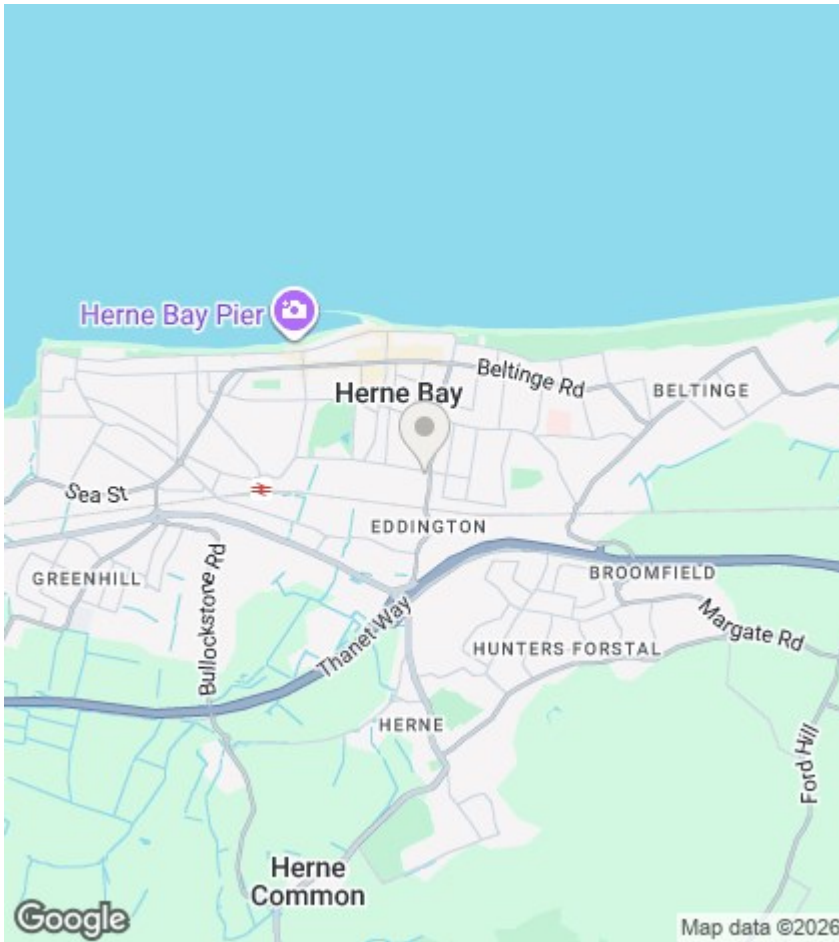 Herne Bay Pier
Beltinge Rd
Herne Bay
BELTINGE
Sea St
EDDINGTON
GREENHILL
Bullockstone Rd
BROOMFIELD
Thanet Way
Margate Rd
HUNTERS FORSTAL
HERNE
Ford Hill
Herne
Common
Google
Map data ©2026